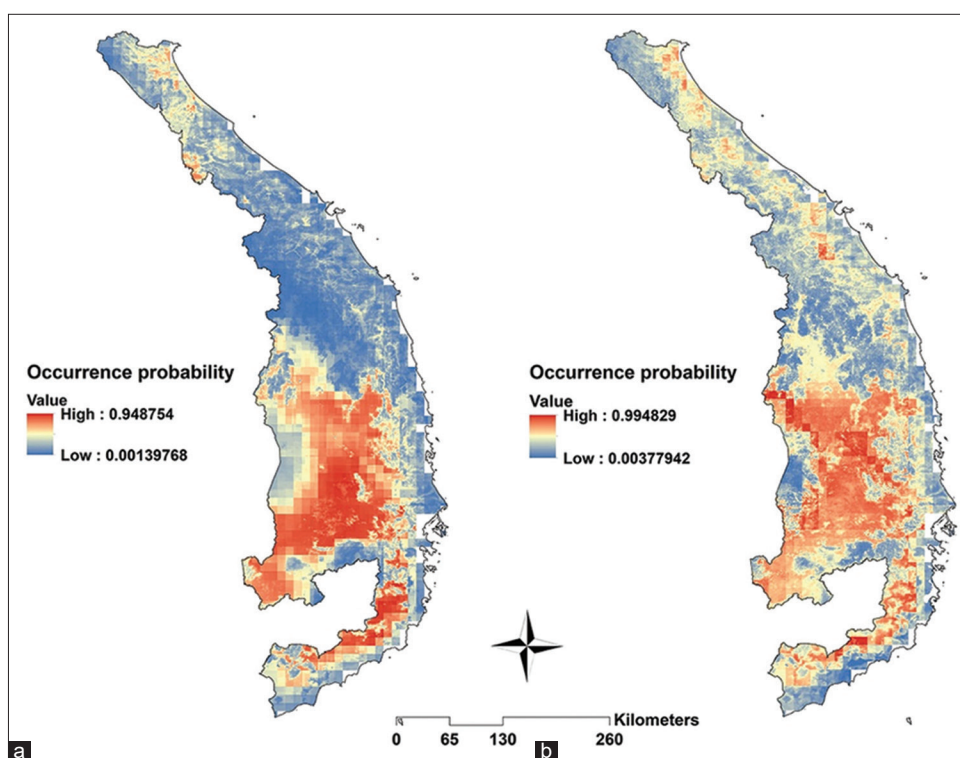 Occurrence probability
Value
High : 0.948754
Low : 0.00139768
Occurrence probability
Value
High : 0.994829
Low : 0.00377942
Kilometers
0 65 130 260
a
b